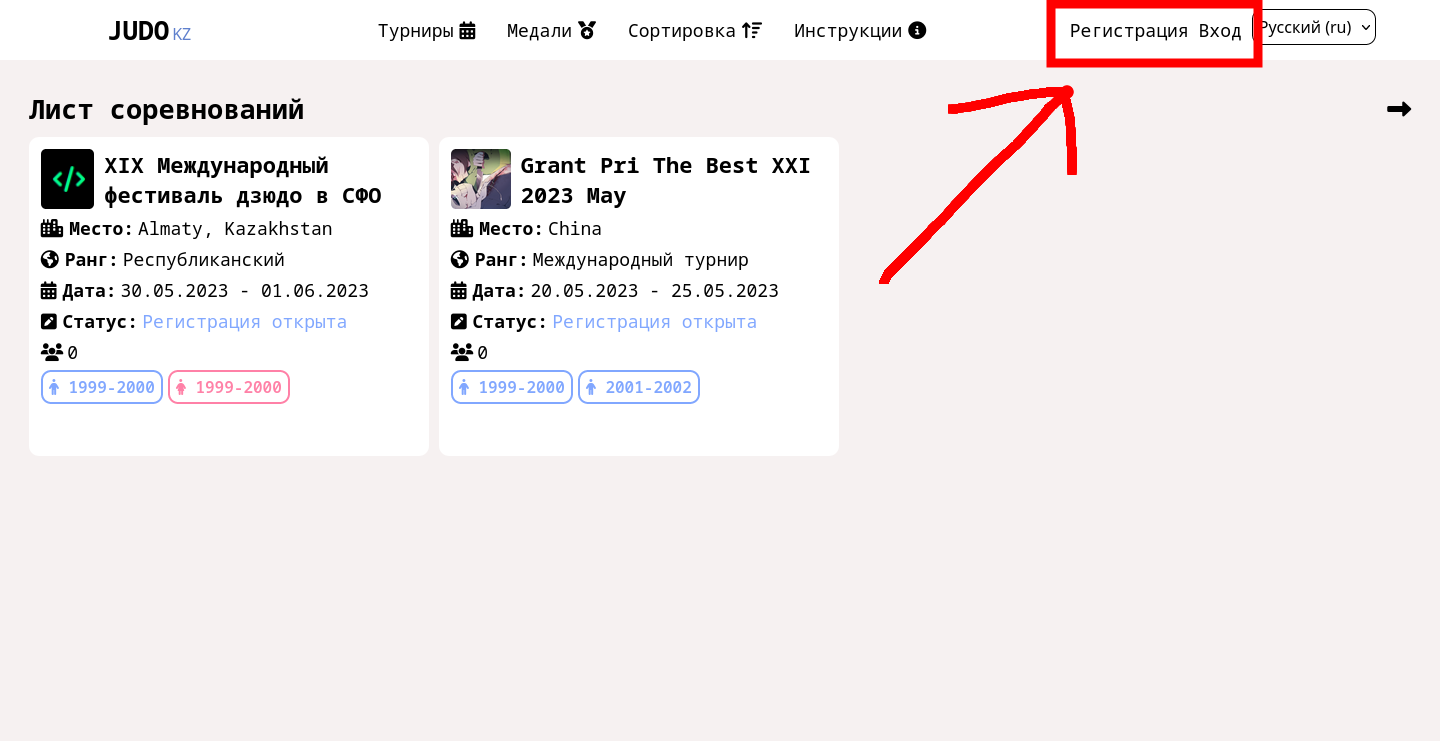 JUDO KZ Турниры Медали Сортировка Инструкции Регистрация Вход Русский (ru)
Лист соревнований
XIX Международный
фестиваль дзюдо в СФО
Место: Almaty, Kazakhstan
Ранг: Республиканский
Дата: 30.05.2023 - 01.06.2023
Статус: Регистрация открыта
0
1999-2000 1999-2000
Grant Pri The Best XXI
2023 May
Место: China
Ранг: Международный турнир
Дата: 20.05.2023 - 25.05.2023
Статус: Регистрация открыта
0
1999-2000 2001-2002